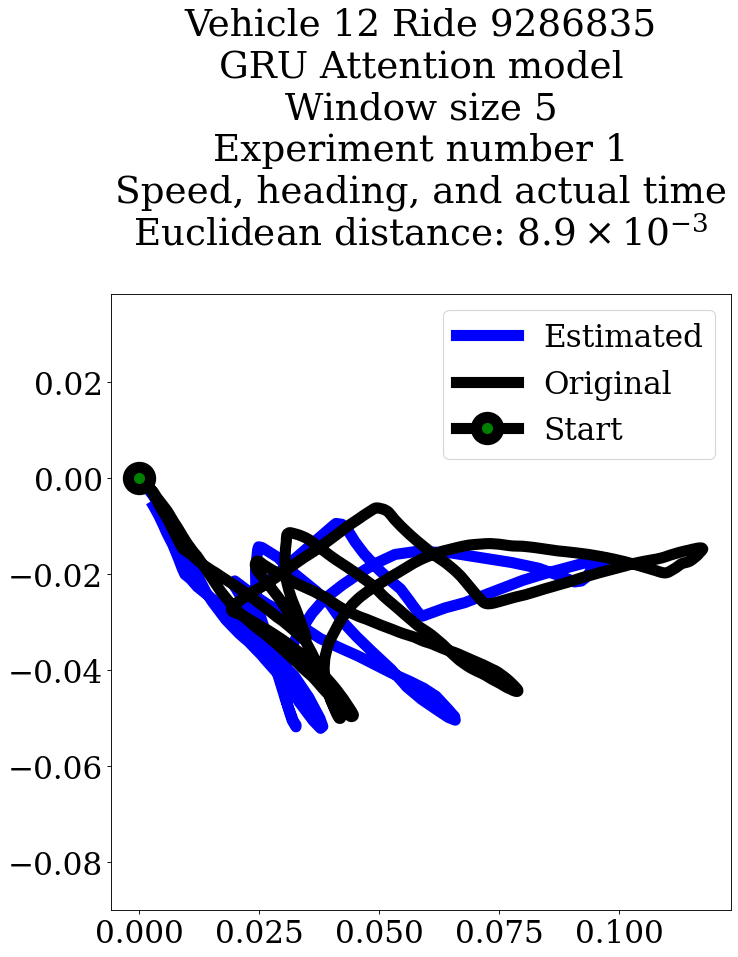 Vehicle 12 Ride 9286835
GRU Attention model
Window size 5
Experiment number 1
Speed, heading, and actual time
Euclidean distance: 8.9 × 10⁻³
Estimated
Original
Start
0.02
0.00
−0.02
−0.04
−0.06
−0.08
0.000 0.025 0.050 0.075 0.100